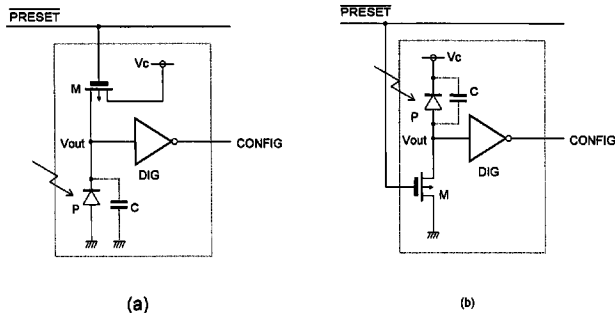 PRESET
Vc
M
Vout
DIG
CONFIG
P
C
(a)
PRESET
Vc
C
P
Vout
DIG
CONFIG
M
(b)